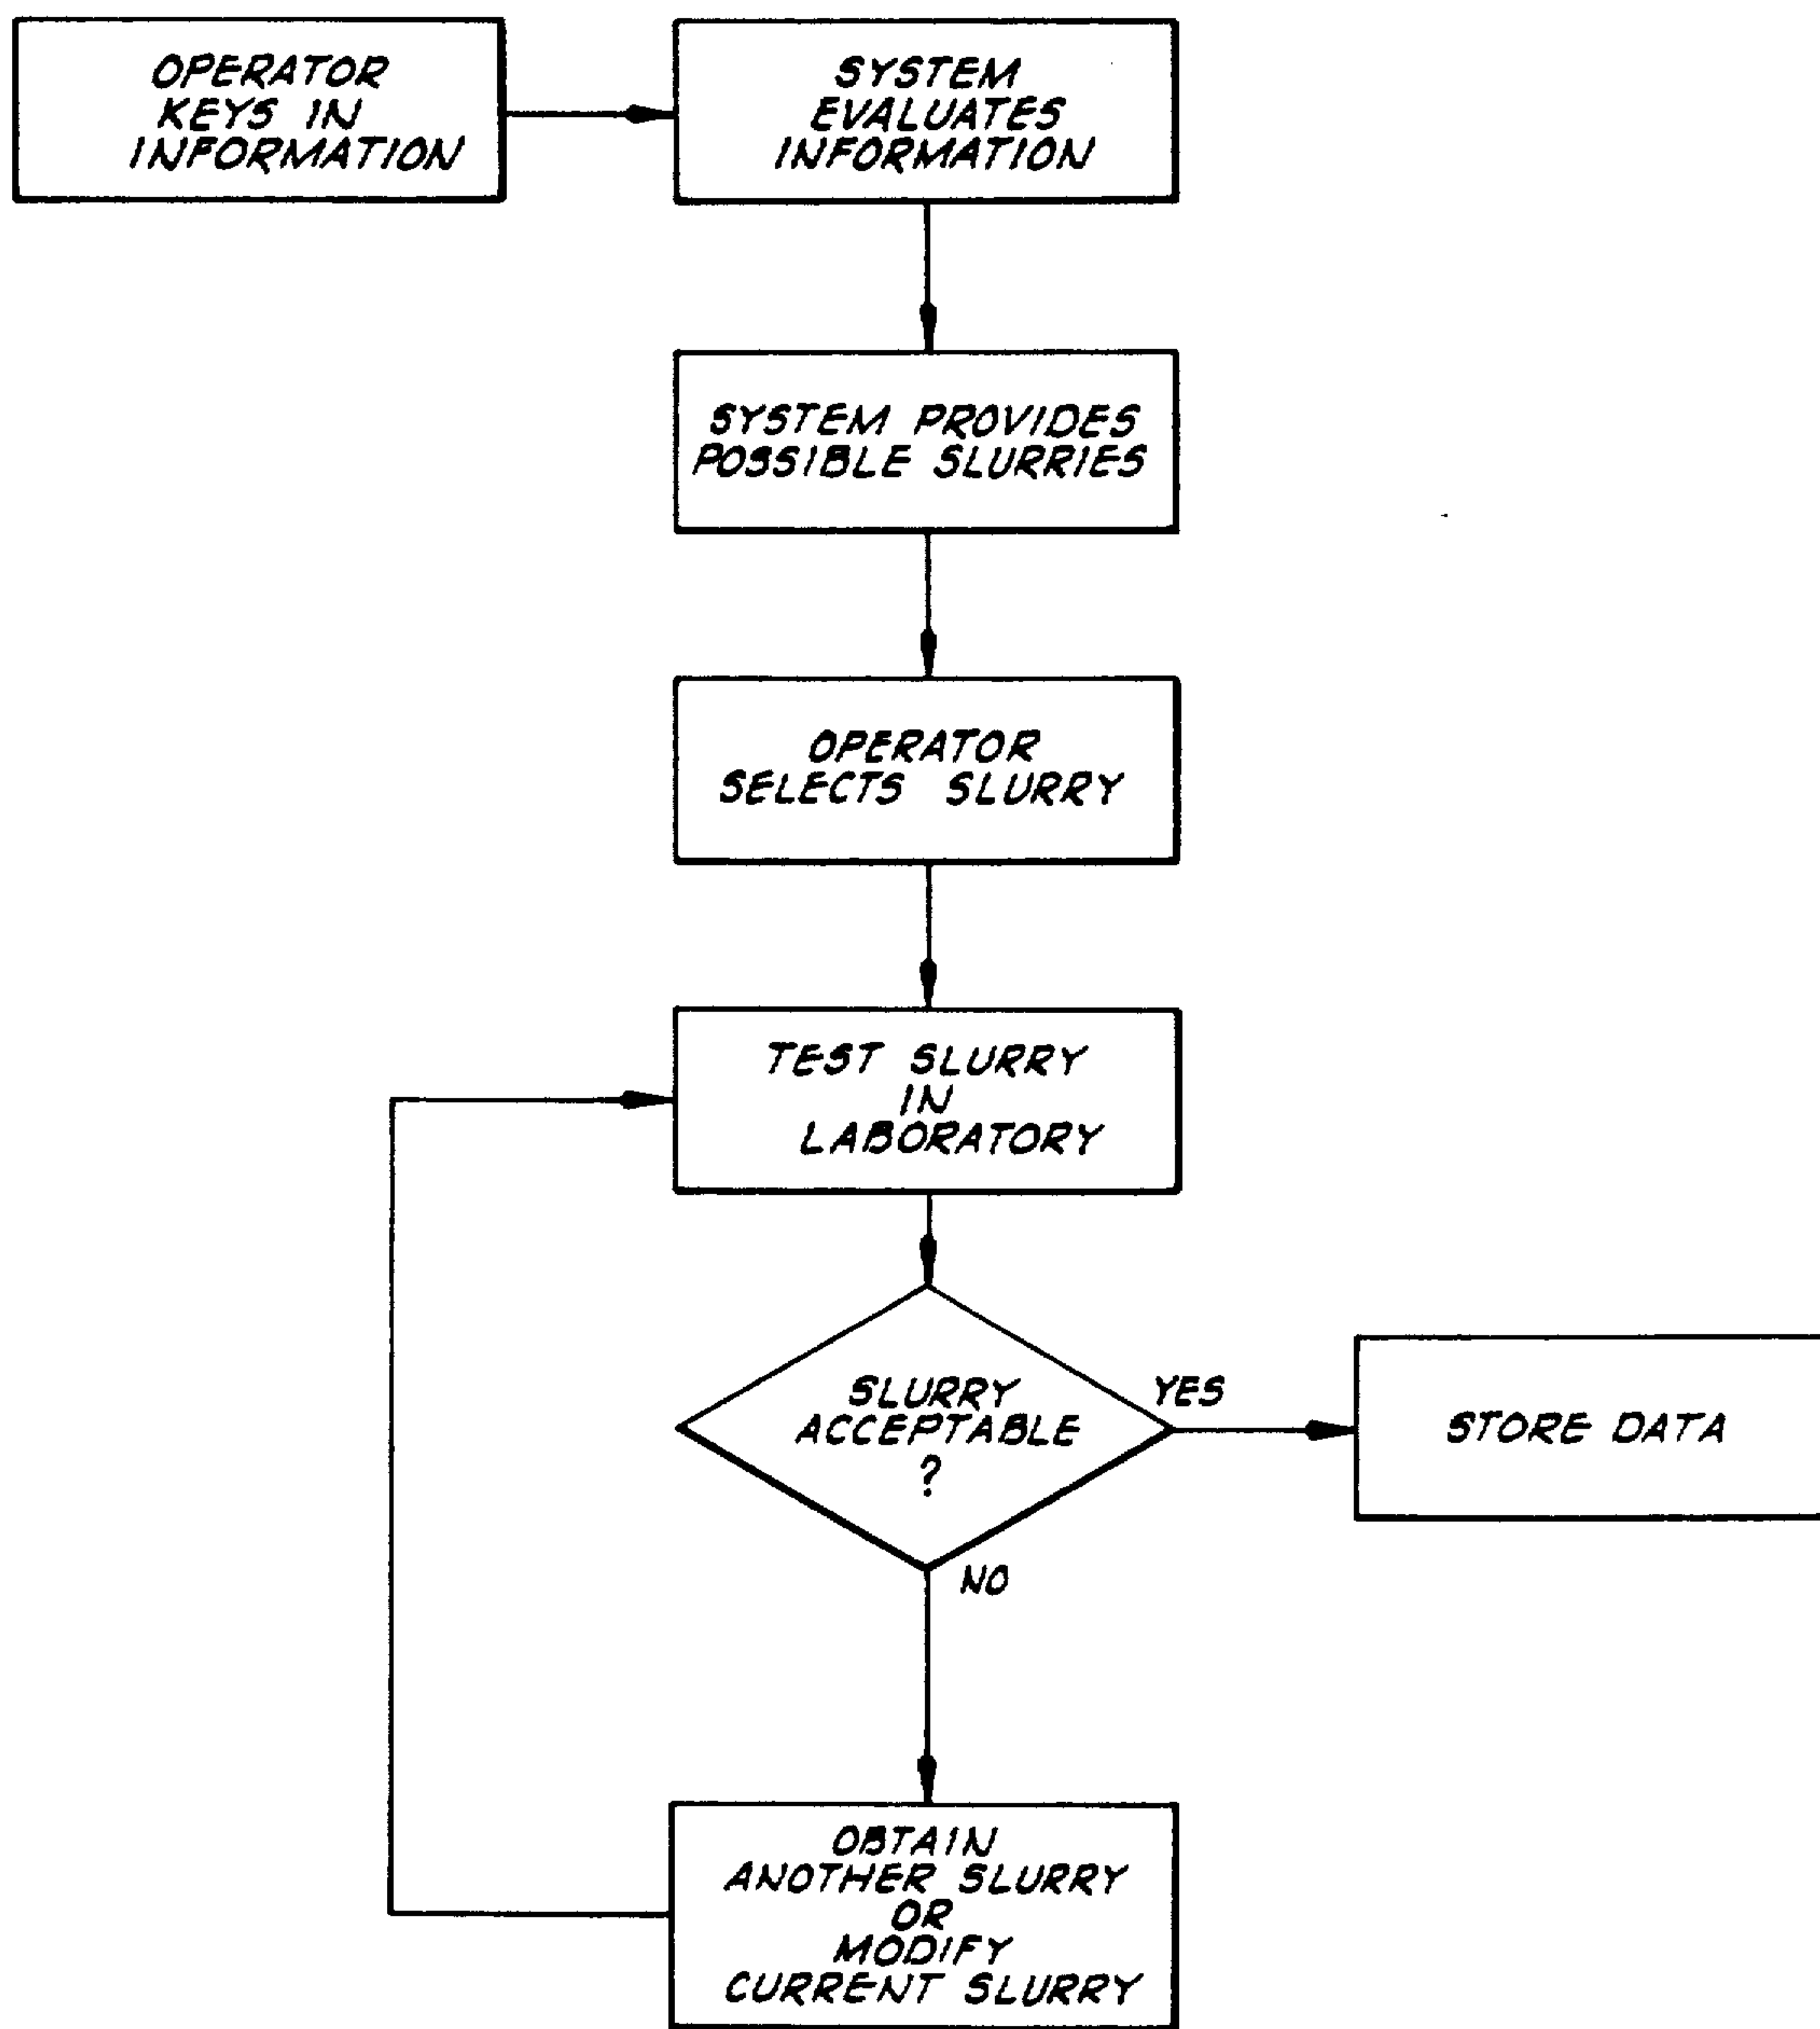 OPERATOR
KEYS IN
INFORMATION
SYSTEM
EVALUATES
INFORMATION
SYSTEM PROVIDES
POSSIBLE SLURRIES
OPERATOR
SELECTS SLURRY
TEST SLURRY
IN
LABORATORY
SLURRY
ACCEPTABLE
?
YES
STORE DATA
NO
OBTAIN
ANOTHER SLURRY
OR
MODIFY
CURRENT SLURRY